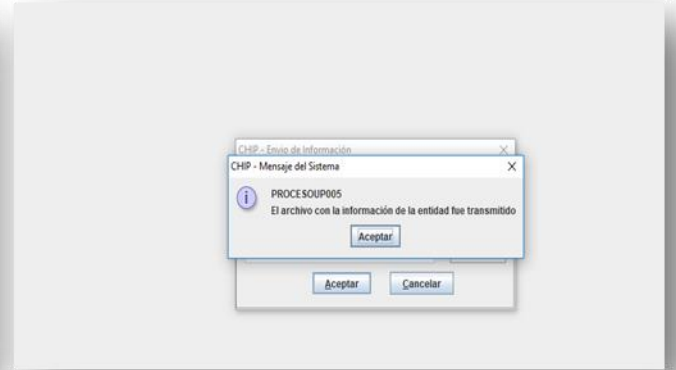 CHIP - Envio de Información
CHIP - Mensaje del Sistema
PROCESOUP005
El archivo con la información de la entidad fue transmitido
Aceptar
Aceptar
Cancelar